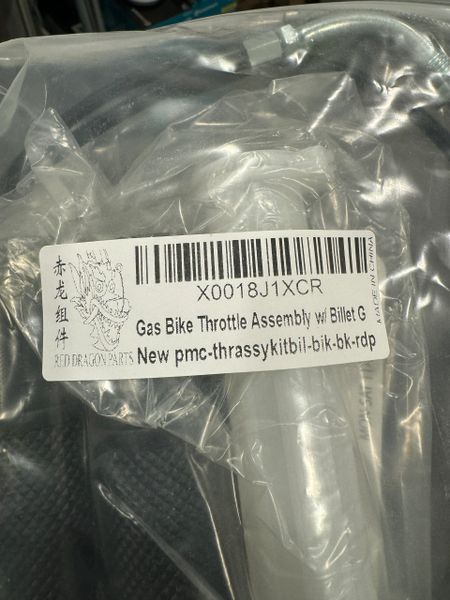 赤龙组件
RED DRAGON PARTS
X0018J1XCR
Gas Bike Throttle Assembly w/ Billet G
New pmc-thrassykitbil-bik-bk-rdp
MADE IN CHINA